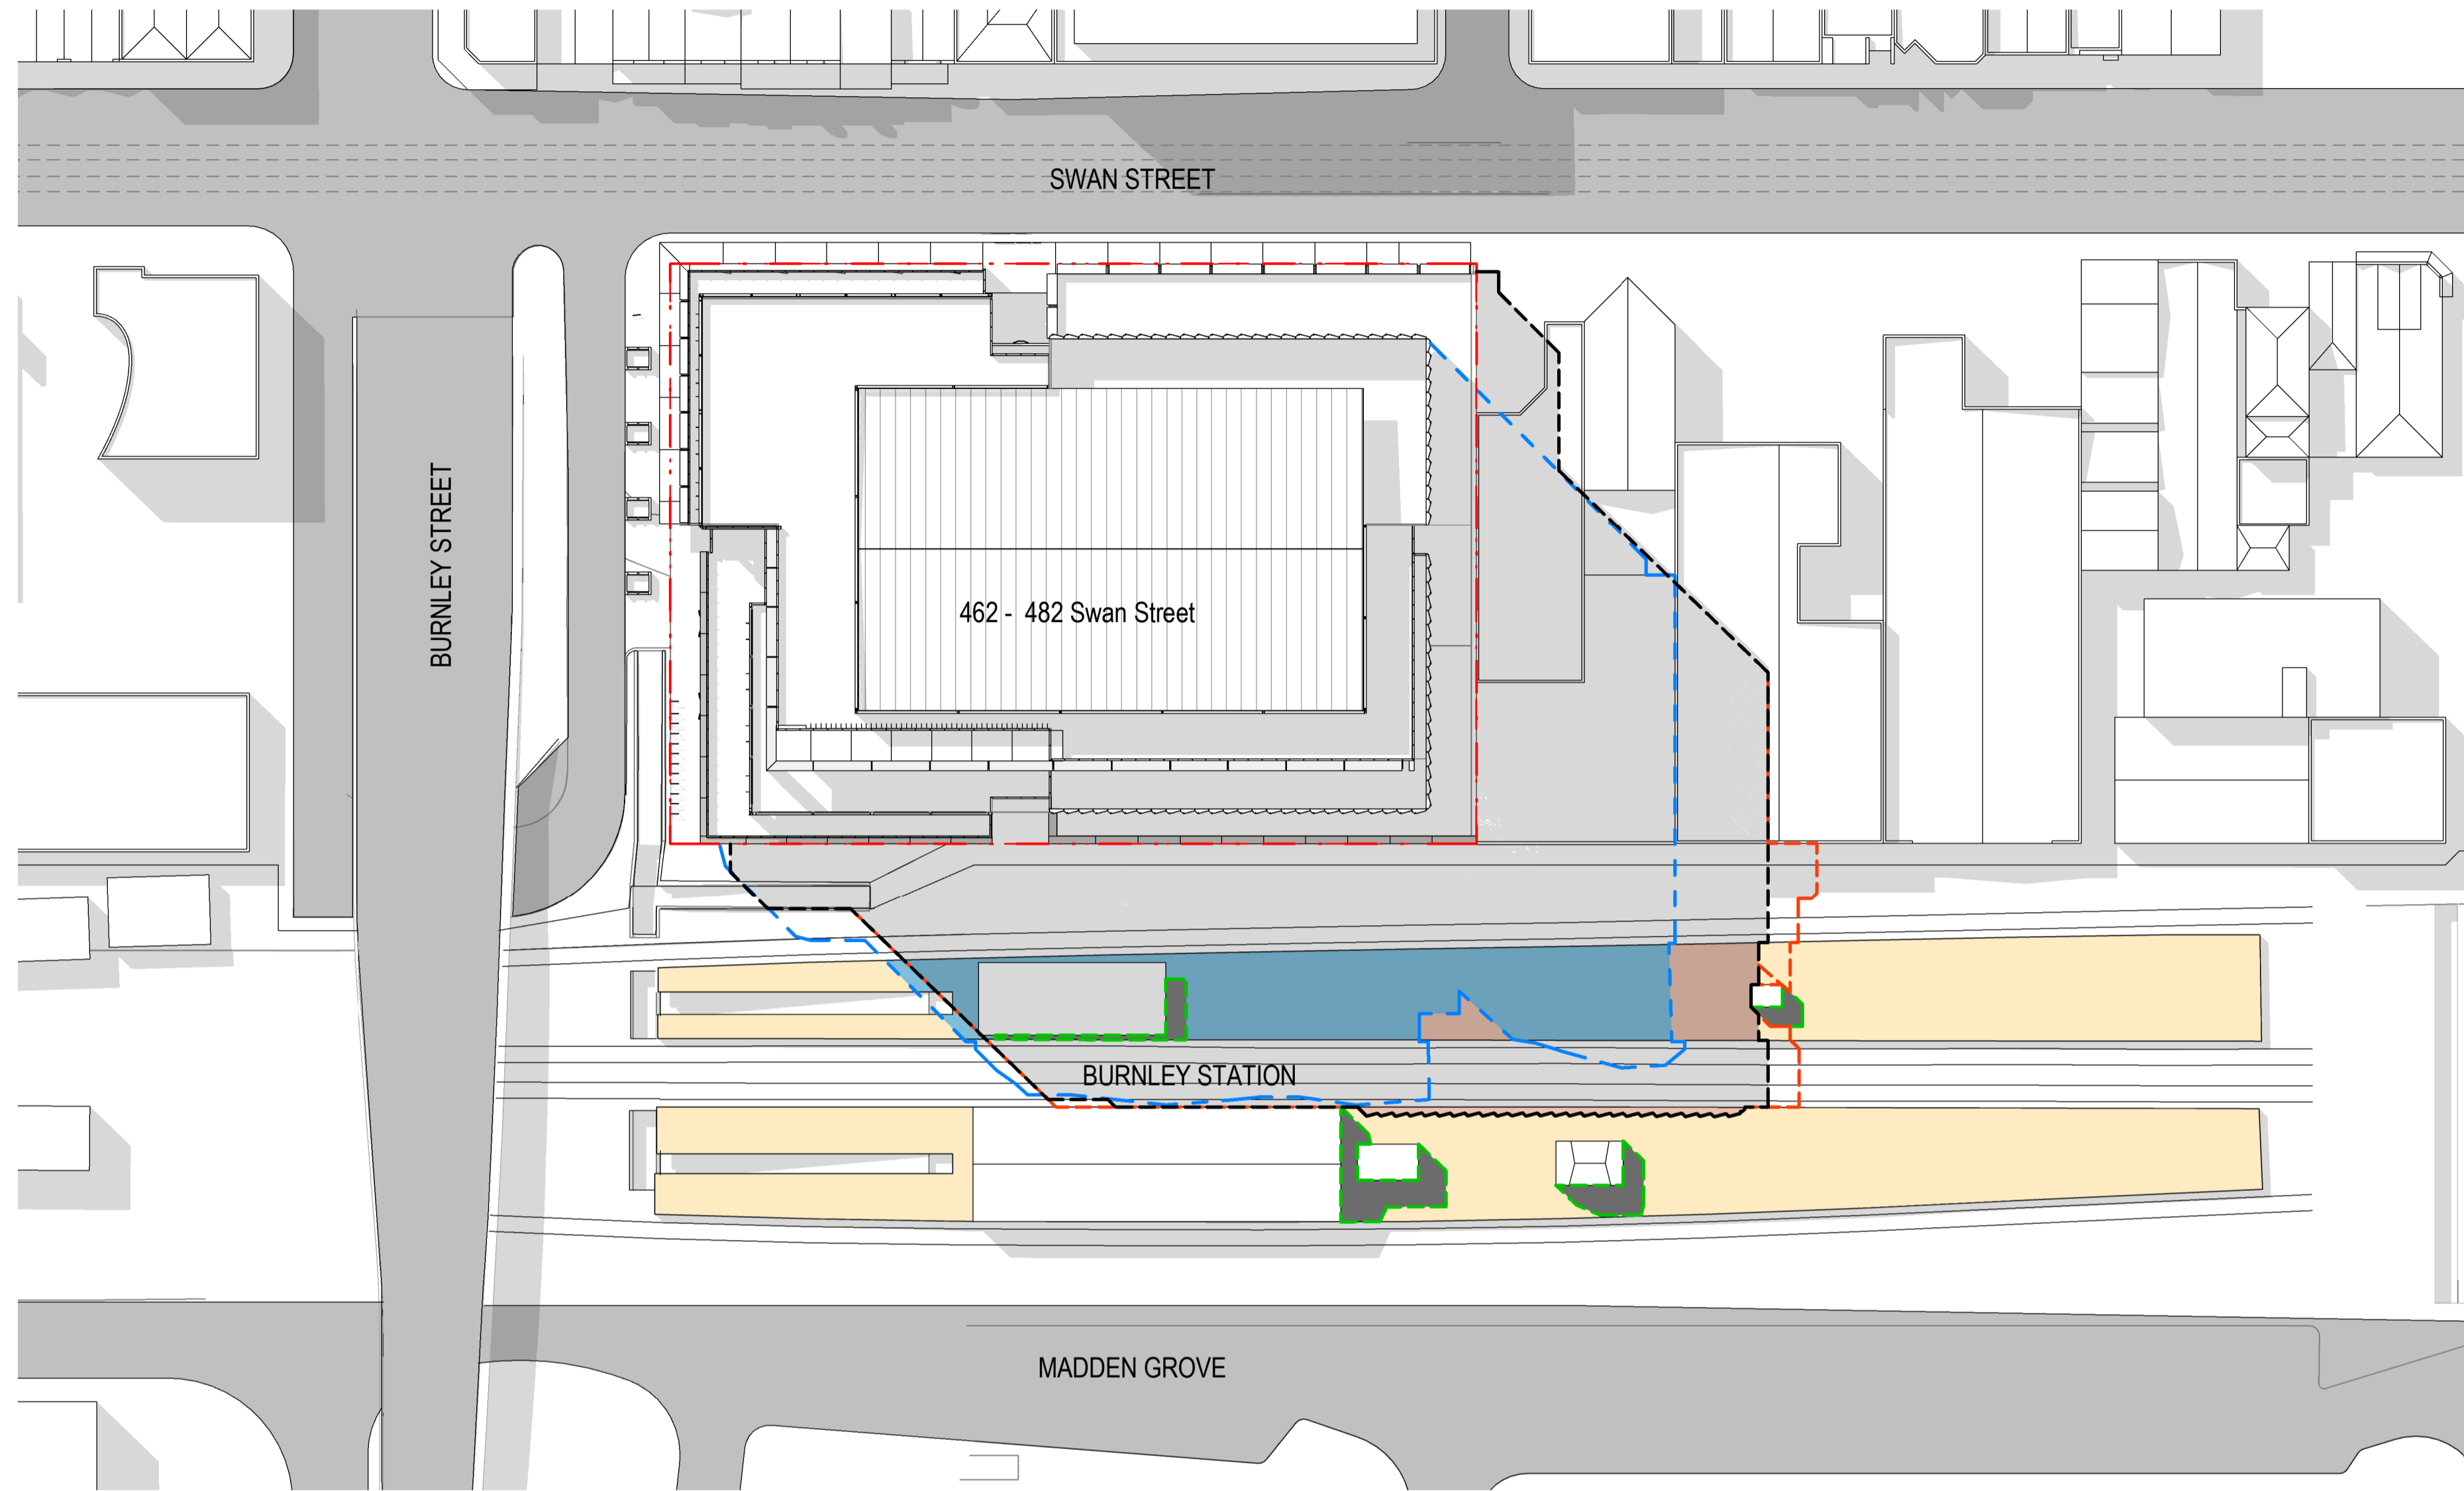 SWAN STREET
BURNLEY STREET
462 - 482 Swan Street
BURNLEY STATION
MADDEN GROVE